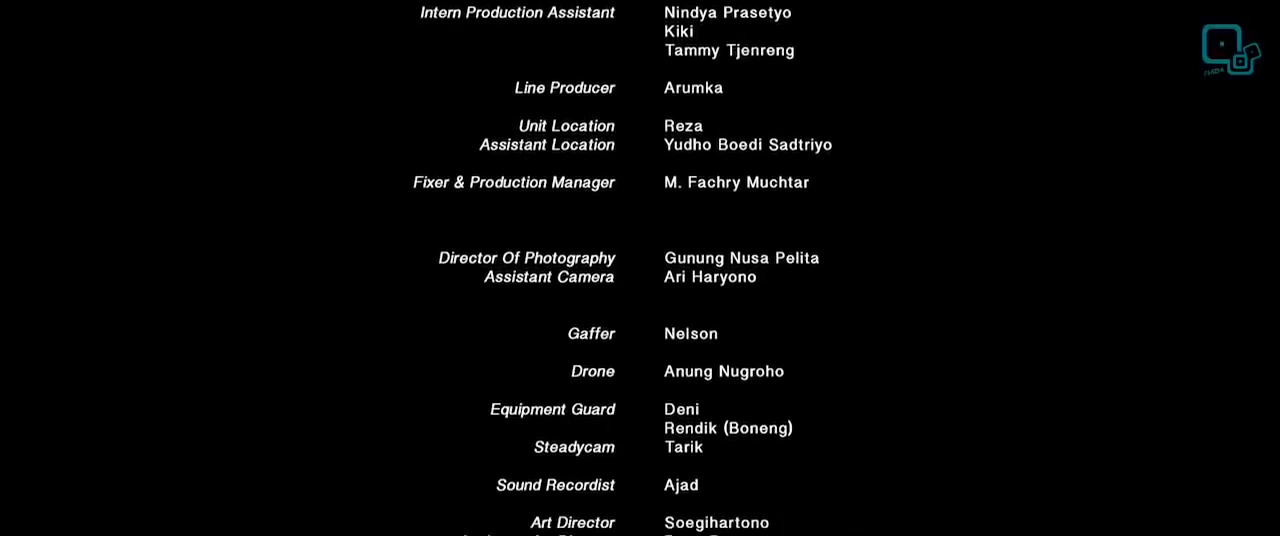 Intern Production Assistant Nindya Prasetyo
Kiki
Tammy Tjenreng
Line Producer Arumka
Unit Location Reza
Assistant Location Yudho Boedi Sadtriyo
Fixer & Production Manager M. Fachry Muchtar
Director Of Photography Gunung Nusa Pelita
Assistant Camera Ari Haryono
Gaffer Nelson
Drone Anung Nugroho
Equipment Guard Deni
Rendik (Boneng)
Steadycam Tarik
Sound Recordist Ajad
Art Director Soegihartono